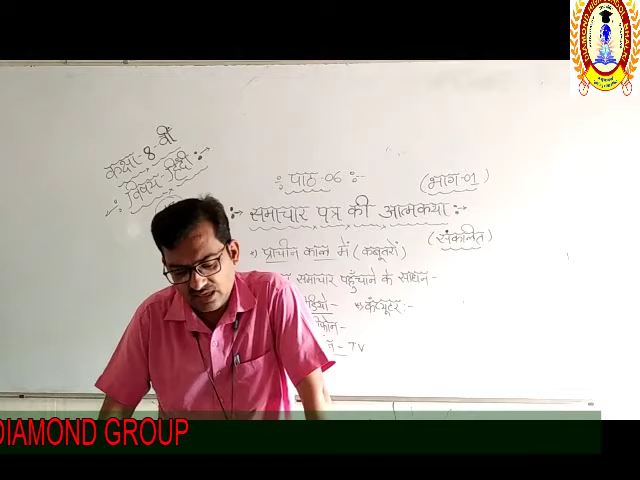 कक्षा - 8 वीं
विषय - हिंदी
पाठ - 06
(भाग - 01)
समाचार पत्र की आत्मकथा
(संकलित)
प्राचीन काल में (कबूतरों)
समाचार पहुँचाने के साधन -
कंप्यूटर :-
- TV
DIAMOND GROUP